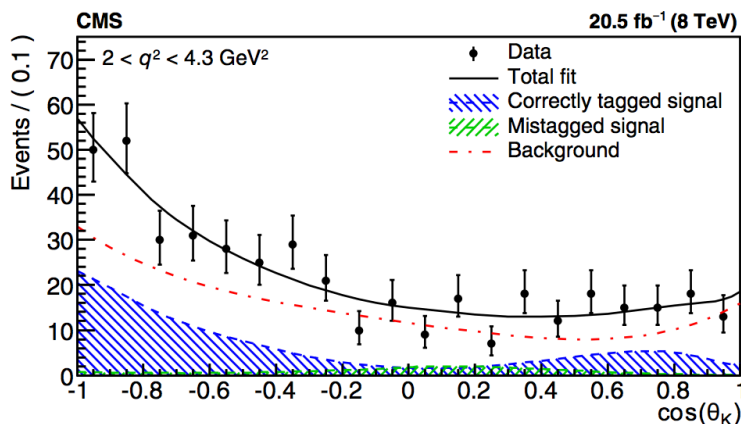 CMS 20.5 fb⁻¹ (8 TeV)
2 < q² < 4.3 GeV²
Data
Total fit
Correctly tagged signal
Mistagged signal
Background
Events / ( 0.1 )
70
60
50
40
30
20
10
0
-1 -0.8 -0.6 -0.4 -0.2 0 0.2 0.4 0.6 0.8 1
cos(θ_K)